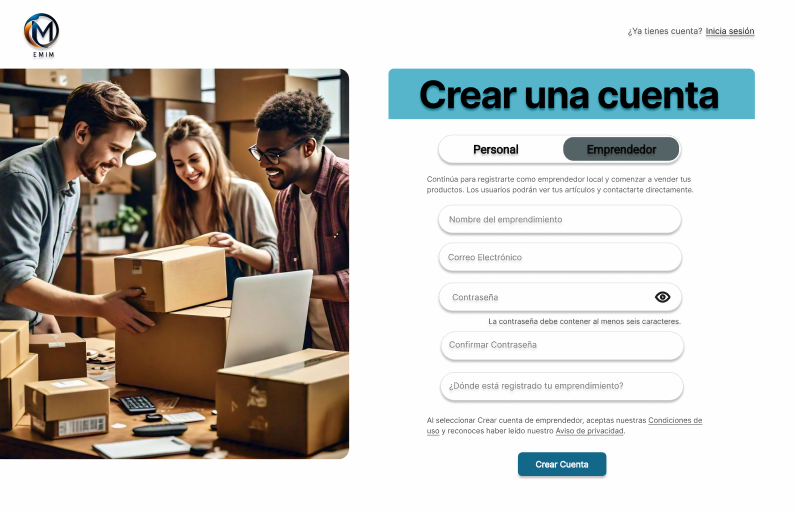 M
EMIM
¿Ya tienes cuenta? Inicia sesión
Crear una cuenta
Personal
Emprendedor
Continúa para registrarte como emprendedor local y comenzar a vender tus
productos. Los usuarios podrán ver tus artículos y contactarte directamente.
Nombre del emprendimiento
Correo Electrónico
Contraseña
La contraseña debe contener al menos seis caracteres.
Confirmar Contraseña
¿Dónde está registrado tu emprendimiento?
Al seleccionar Crear cuenta de emprendedor, aceptas nuestras Condiciones de
uso y reconoces haber leído nuestro Aviso de privacidad.
Crear Cuenta